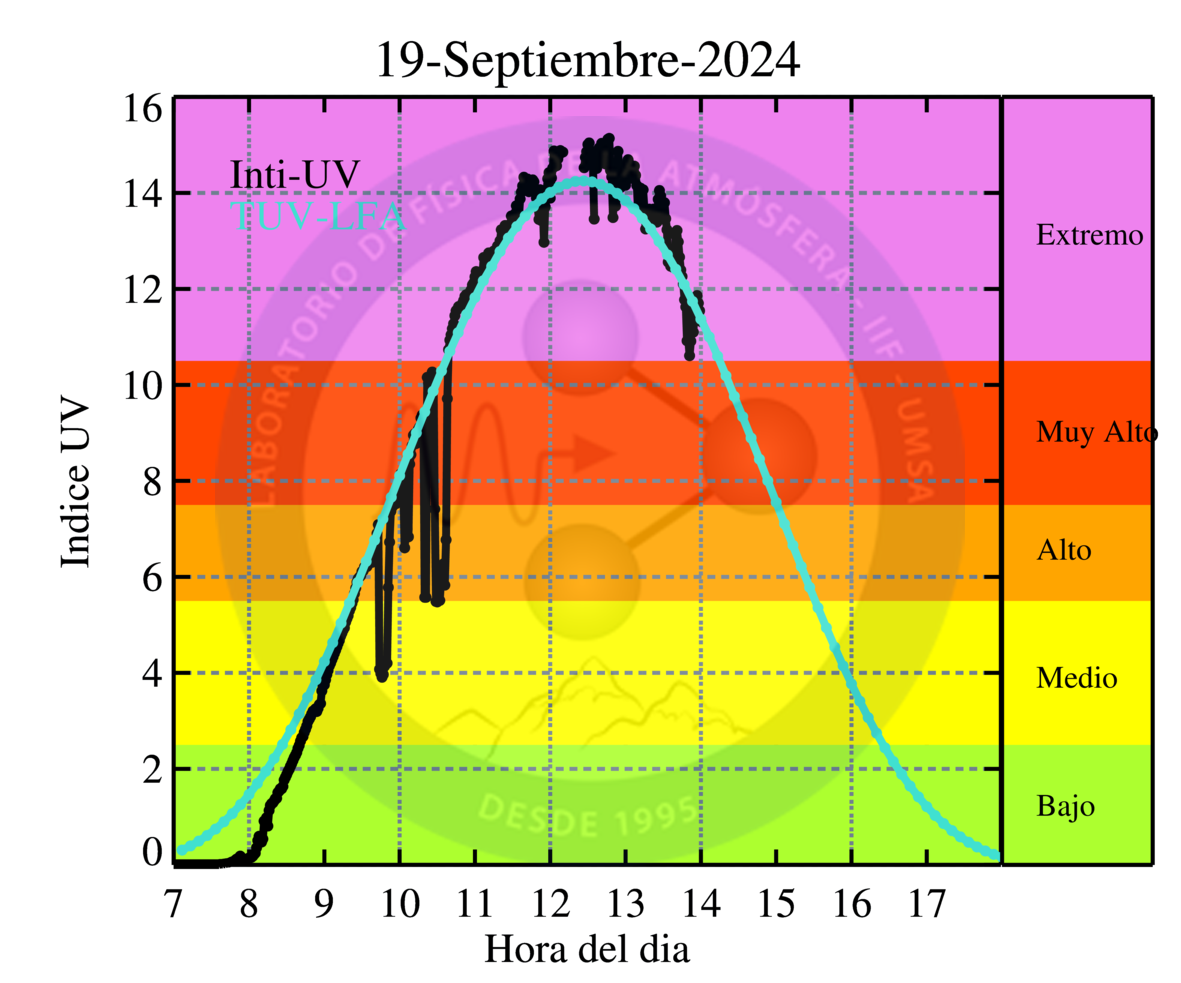 19-Septiembre-2024
16
14
12
10
8
6
4
2
0
Indice UV
Inti-UV
TUV-LFA
LABORATORIO DE FÍSICA DE LA ATMÓSFERA - IIF - UMSA
DESDE 1995
Extremo
Muy Alto
Alto
Medio
Bajo
7 8 9 10 11 12 13 14 15 16 17
Hora del dia